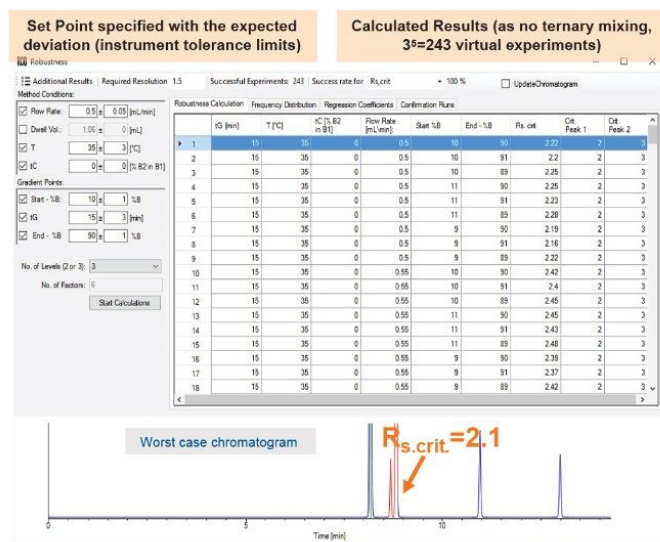 Set Point specified with the expected
deviation (instrument tolerance limits)
Calculated Results (as no ternary mixing,
3⁵=243 virtual experiments)
Robustness
Additional Results Required Resolution 1.5 Successful Experiments: 243 Success rate for Rs,crit 100 % UpdateChromatogram
Method Conditions:
Flow Rate: 0.5 ± 0.05 [mL/min]
Dwell Vol.: 1.06 ± 0 [mL]
T 35 ± 3 [°C]
tC 0 ± 0 [% B2 in B1]
Gradient Points:
Start - %B: 10 ± 1 %B
tG 15 ± 3 [min]
End - %B 90 ± 1 %B
No. of Levels (2 or 3): 3
No. of Factors: 6
Start Calculations
Robustness Calculation Frequency Distribution Regression Coefficients Confirmation Runs
tG [min] T [°C] tC [% B2 in B1] Flow Rate [mL\min]: Start %B End - %B Rs. crit Crit. Peak 1 Crit. Peak 2
1 15 35 0 0.5 10 90 2.22 2 3
2 15 35 0 0.5 10 91 2.2 2 3
3 15 35 0 0.5 10 89 2.25 2 3
4 15 35 0 0.5 11 90 2.25 2 3
5 15 35 0 0.5 11 91 2.23 2 3
6 15 35 0 0.5 11 89 2.28 2 3
7 15 35 0 0.5 9 90 2.19 2 3
8 15 35 0 0.5 9 91 2.16 2 3
9 15 35 0 0.5 9 89 2.22 2 3
10 15 35 0 0.55 10 90 2.42 2 3
11 15 35 0 0.55 10 91 2.4 2 3
12 15 35 0 0.55 10 89 2.45 2 3
13 15 35 0 0.55 11 90 2.45 2 3
14 15 35 0 0.55 11 91 2.43 2 3
15 15 35 0 0.55 11 89 2.48 2 3
16 15 35 0 0.55 9 90 2.39 2 3
17 15 35 0 0.55 9 91 2.37 2 3
18 15 35 0 0.55 9 89 2.42 2 3
Worst case chromatogram
Rs.crit.=2.1
0 5 10
Time [min]